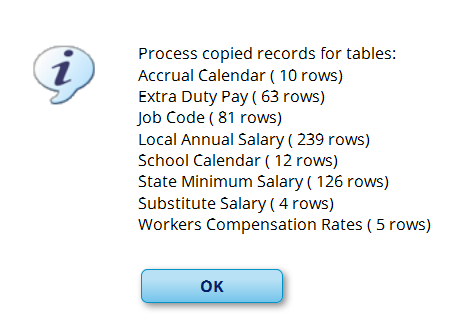 Process copied records for tables:
Accrual Calendar ( 10 rows)
Extra Duty Pay ( 63 rows)
Job Code ( 81 rows)
Local Annual Salary ( 239 rows)
School Calendar ( 12 rows)
State Minimum Salary ( 126 rows)
Substitute Salary ( 4 rows)
Workers Compensation Rates ( 5 rows)
OK